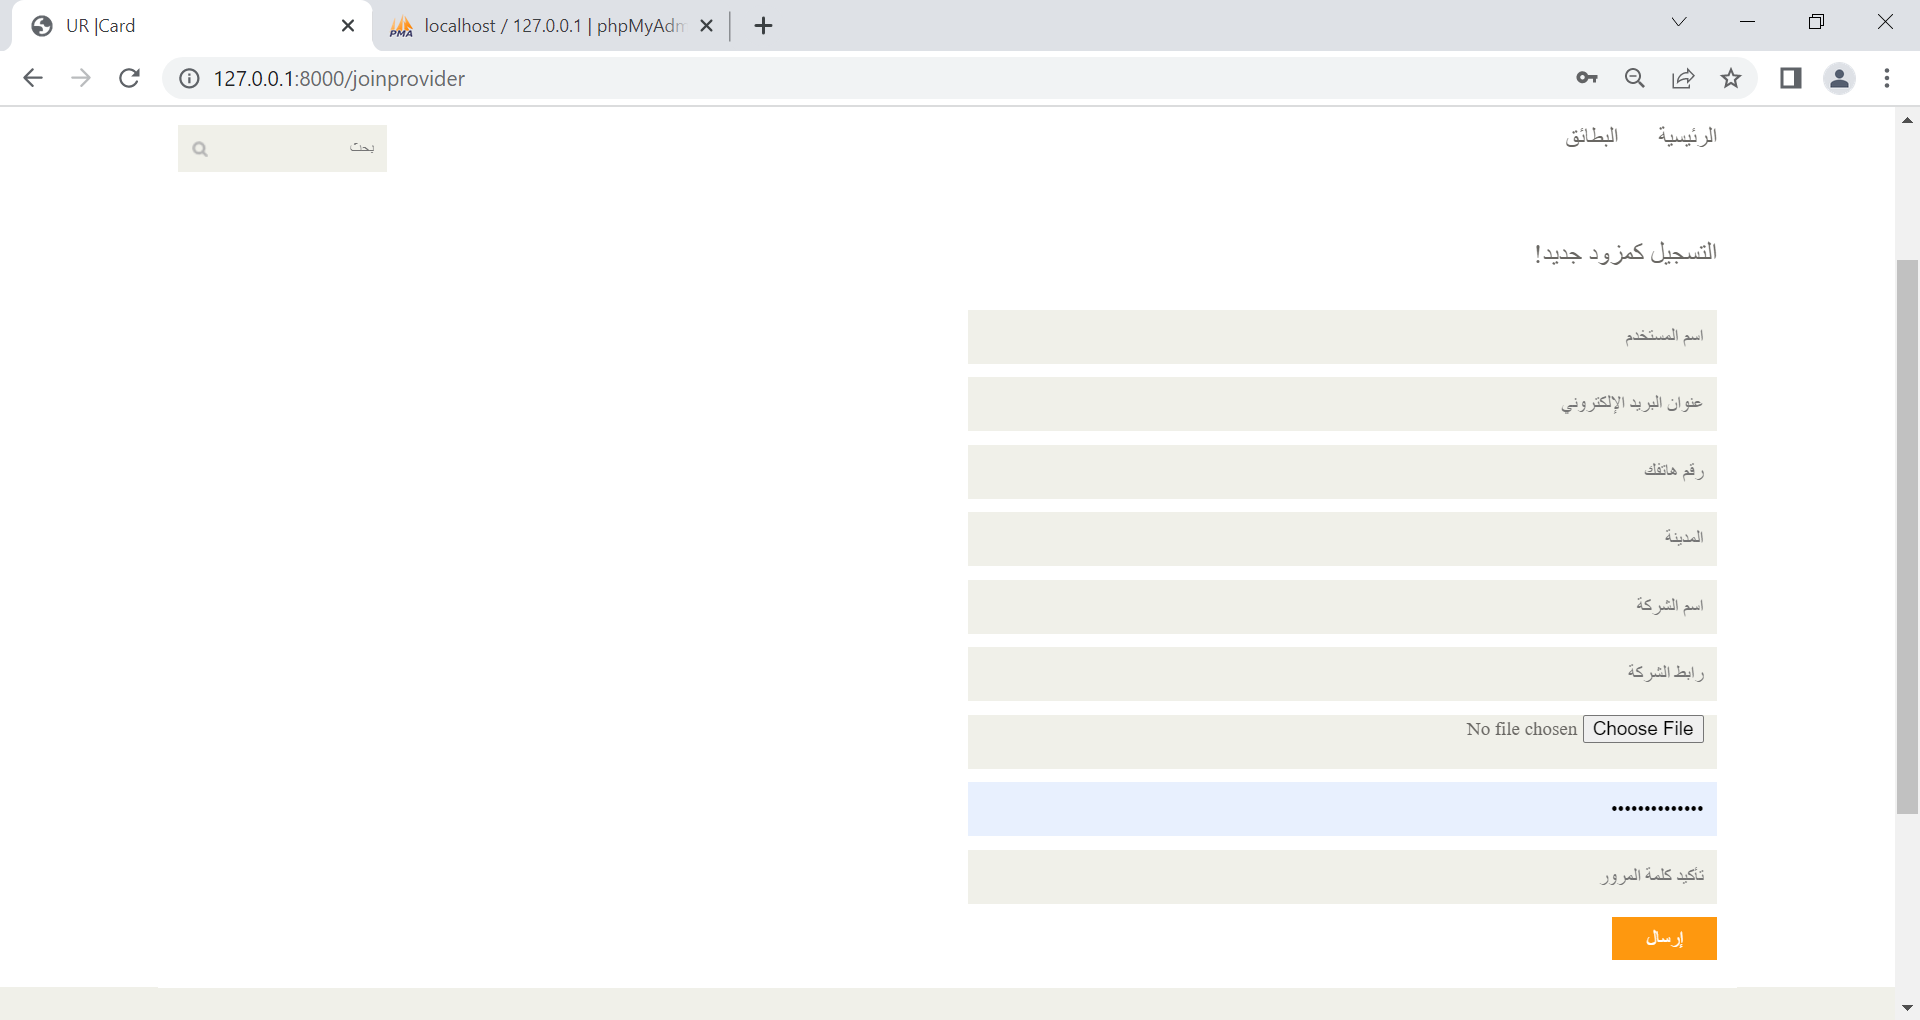 UR |Card
localhost / 127.0.0.1 | phpMyAdm
127.0.0.1:8000/joinprovider
الرئيسية
البطائق
بحث
التسجيل كمزود جديد!
اسم المستخدم
عنوان البريد الإلكتروني
رقم هاتفك
المدينة
اسم الشركة
رابط الشركة
Choose File No file chosen
••••••••••••••
تأكيد كلمة المرور
إرسال